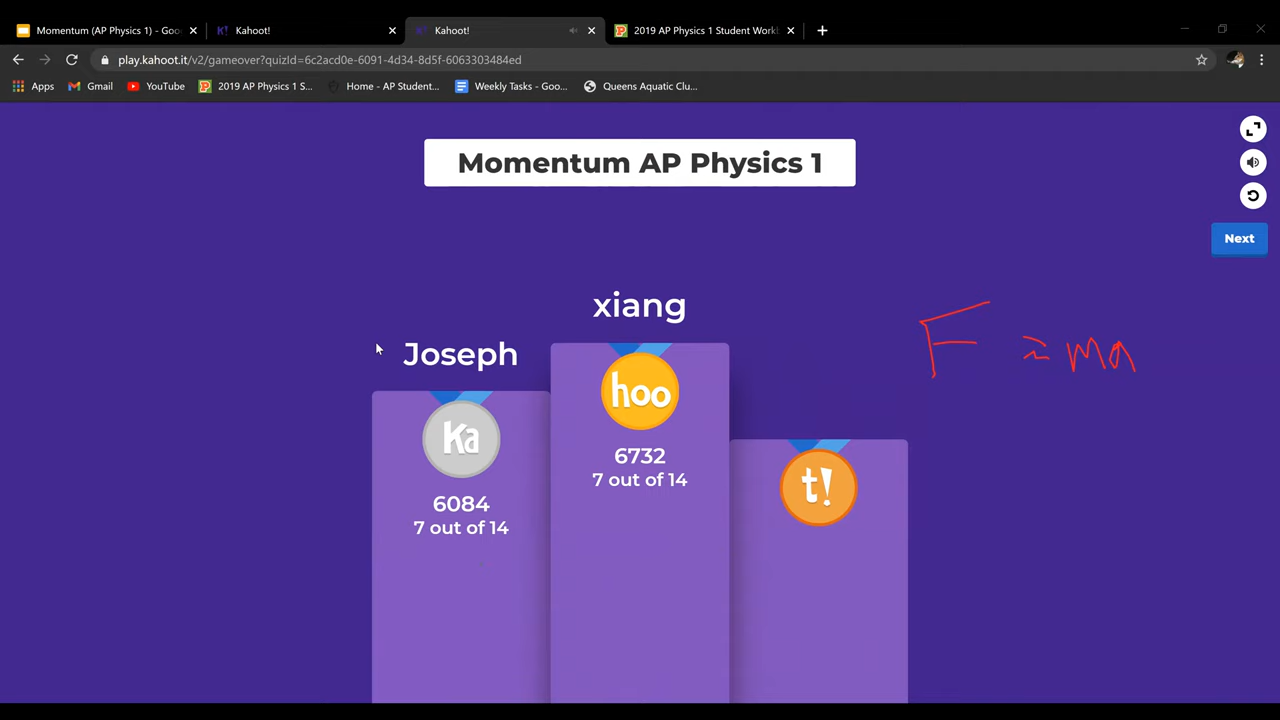 Momentum (AP Physics 1) - Goo
Kahoot!
Kahoot!
2019 AP Physics 1 Student Work
play.kahoot.it/v2/gameover?quizId=6c2acd0e-6091-4d34-8d5f-6063303484ed
Apps
Gmail
YouTube
2019 AP Physics 1 S...
Home - AP Student...
Weekly Tasks - Goo...
Queens Aquatic Clu...
Momentum AP Physics 1
Next
xiang
Joseph
F = ma
hoo
6732
7 out of 14
Ka
6084
7 out of 14
t!